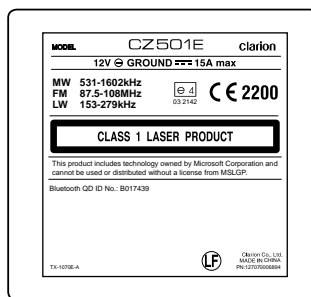 MODEL CZ501E clarion
12V ⊖ GROUND ⎓ 15A max
MW 531-1602kHz
FM 87.5-108MHz
LW 153-279kHz
e 4
03 2142
CE 2200
CLASS 1 LASER PRODUCT
This product includes technology owned by Microsoft Corporation and
cannot be used or distributed without a license from MSLGP.
Bluetooth QD ID No.: B017439
LF
TX-1070E-A
Clarion Co., Ltd.
MADE IN CHINA
PN:127070006894